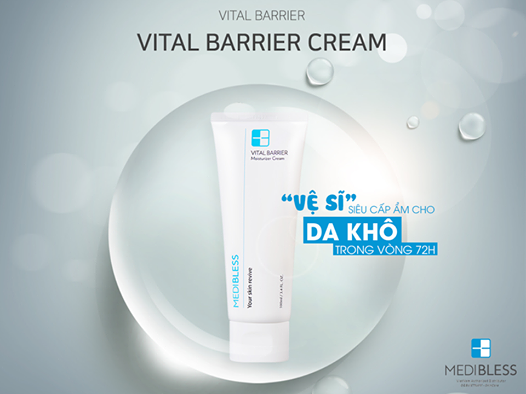 VITAL BARRIER
VITAL BARRIER CREAM
VITAL BARRIER
Moisturizer Cream
MEDIBLESS
Your skin revive
"VỆ SĨ"
SIÊU CẤP ẨM CHO
DA KHÔ
TRONG VÒNG 72H
MEDIBLESS